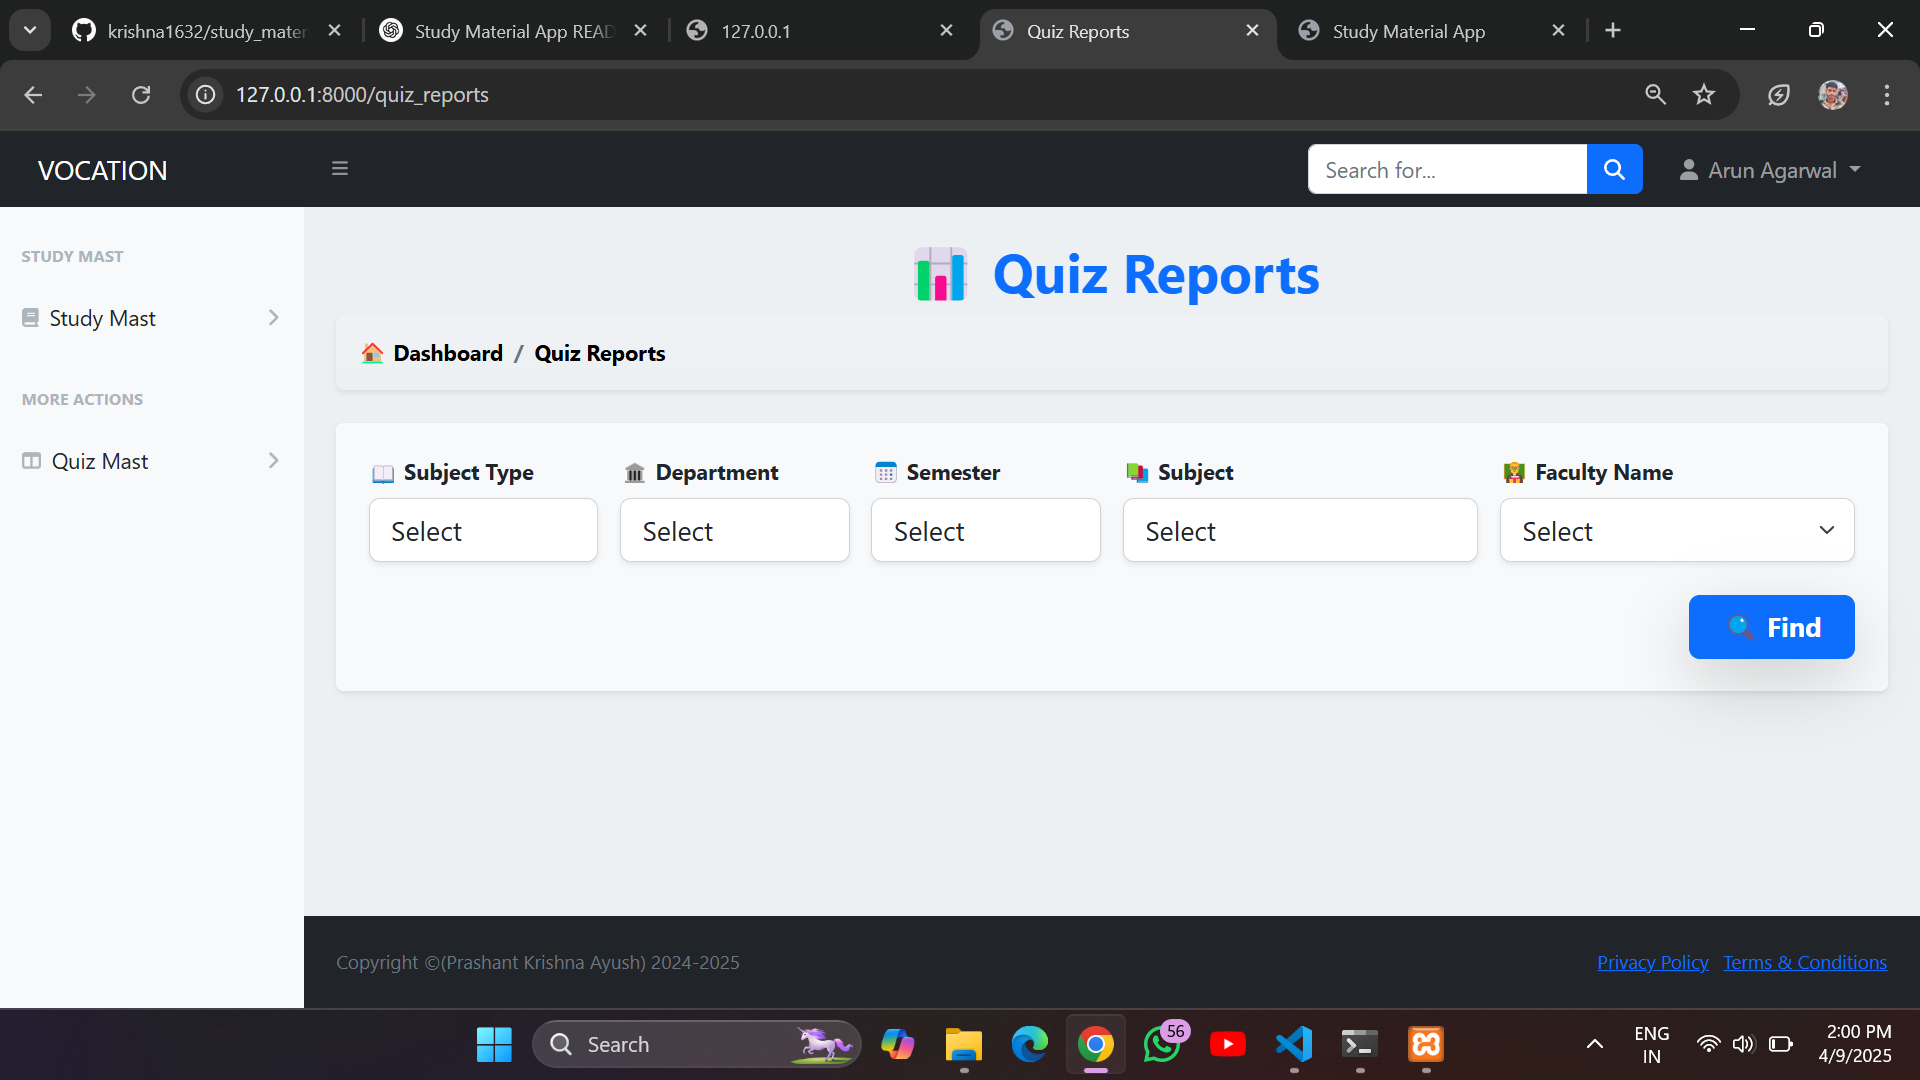 krishna1632/study_mater
Study Material App READ
127.0.0.1
Quiz Reports
Study Material App
127.0.0.1:8000/quiz_reports
VOCATION
Search for...
Arun Agarwal
STUDY MAST
Study Mast
MORE ACTIONS
Quiz Mast
Quiz Reports
Dashboard / Quiz Reports
Subject Type
Department
Semester
Subject
Faculty Name
Select
Select
Select
Select
Select
Find
Copyright ©(Prashant Krishna Ayush) 2024-2025
Privacy Policy
Terms & Conditions
Search
56
ENG
IN
2:00 PM
4/9/2025